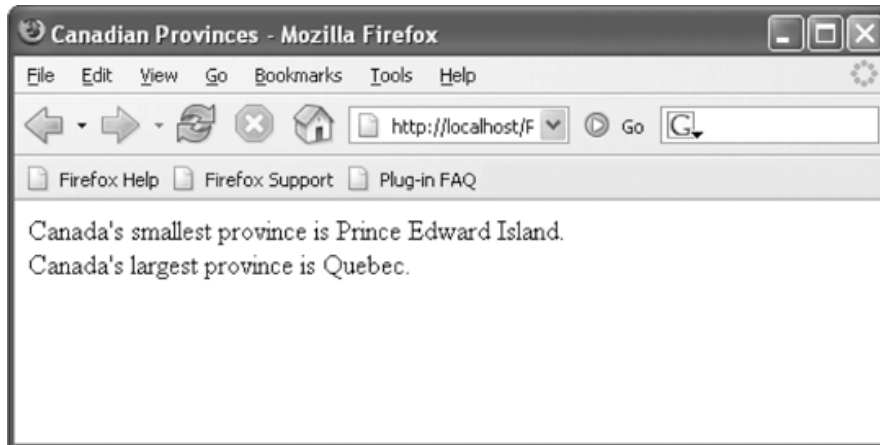 Canadian Provinces - Mozilla Firefox
File Edit View Go Bookmarks Tools Help
http://localhost/F Go G
Firefox Help Firefox Support Plug-in FAQ
Canada's smallest province is Prince Edward Island.
Canada's largest province is Quebec.